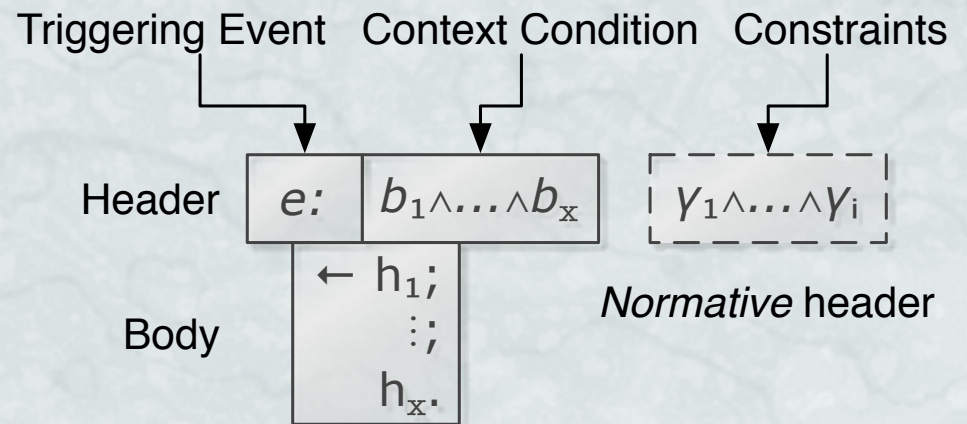 Triggering Event Context Condition Constraints
Header e: b₁∧...∧bₓ γ₁∧...∧γᵢ
← h₁;
Normative header
Body ⋮;
hₓ.